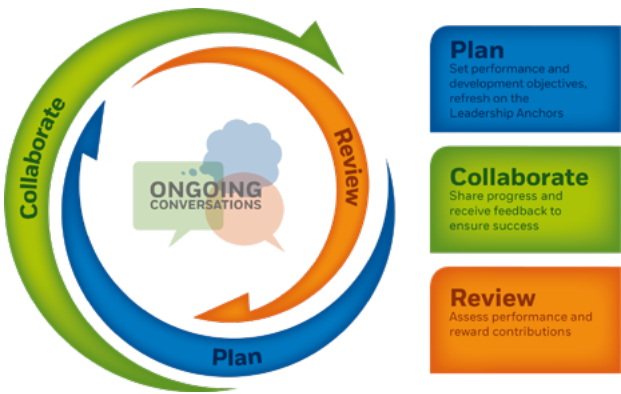 Collaborate
Review
ONGOING
CONVERSATIONS
Plan
Plan
Set performance and
development objectives,
refresh on the
Leadership Anchors
Collaborate
Share progress and
receive feedback to
ensure success
Review
Assess performance and
reward contributions